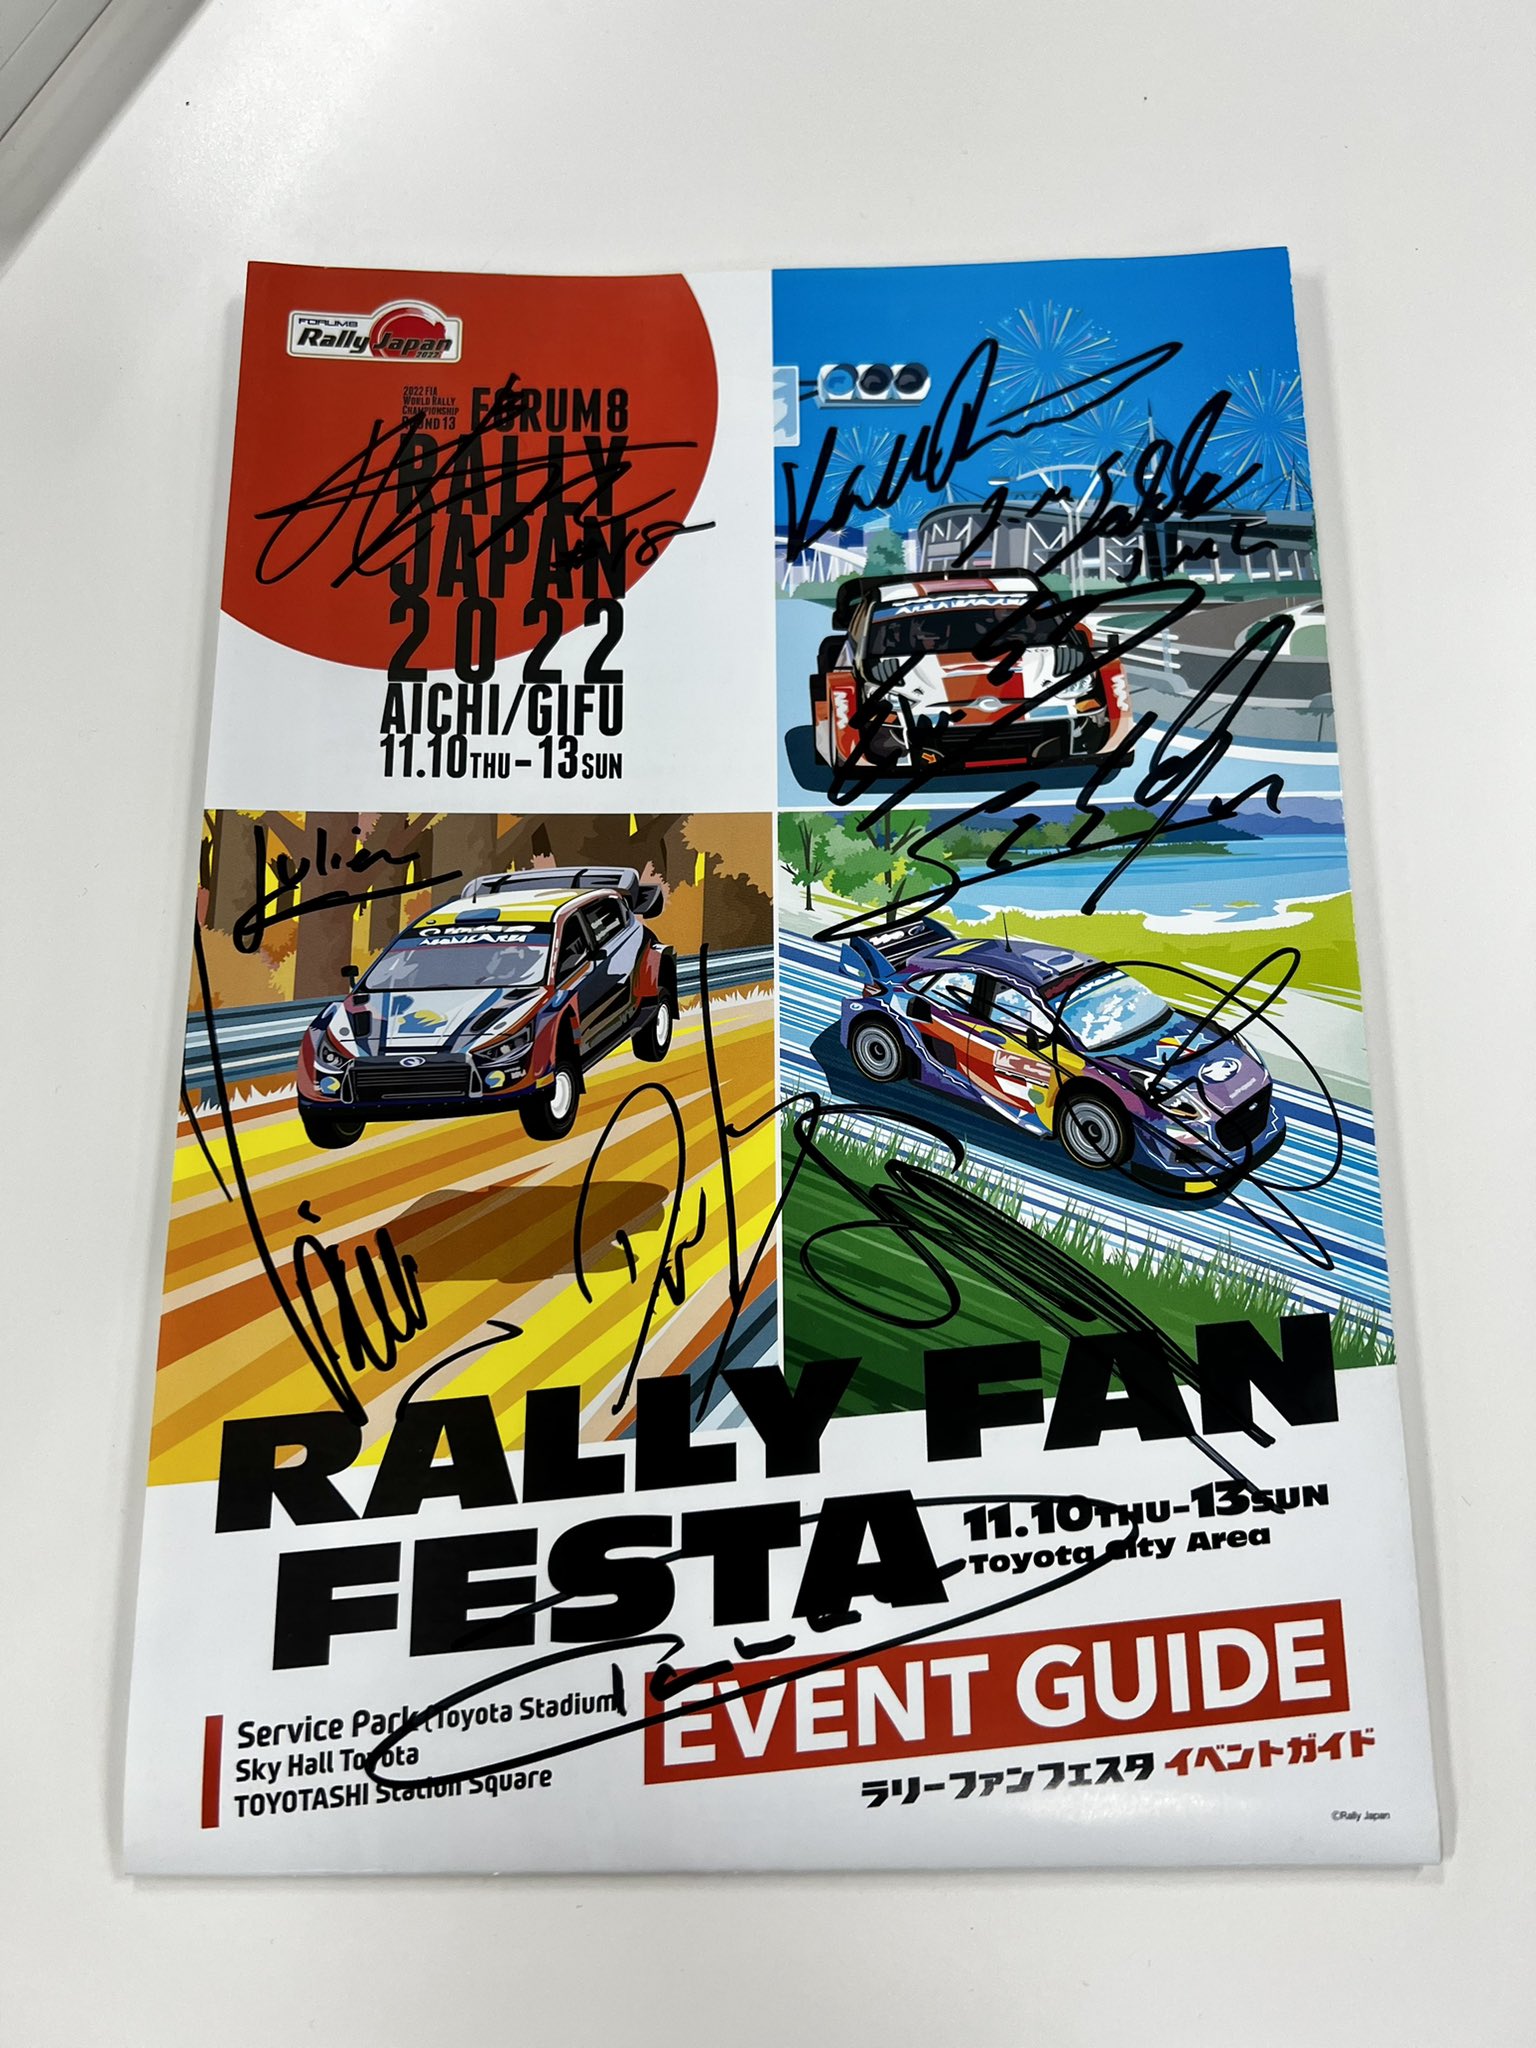 FORUM8
Rally Japan
2022
2022 FIA
WORLD RALLY
CHAMPIONSHIP
ROUND 13
FORUM8
RALLY
JAPAN
2022
AICHI/GIFU
11.10THU-13SUN
Julien
RALLY FAN
FESTA
11.10THU-13SUN
Toyota City Area
EVENT GUIDE
Service Park (Toyota Stadium)
Sky Hall Toyota
TOYOTASHI Station Square
ラリーファンフェスタ イベントガイド
©Rally Japan